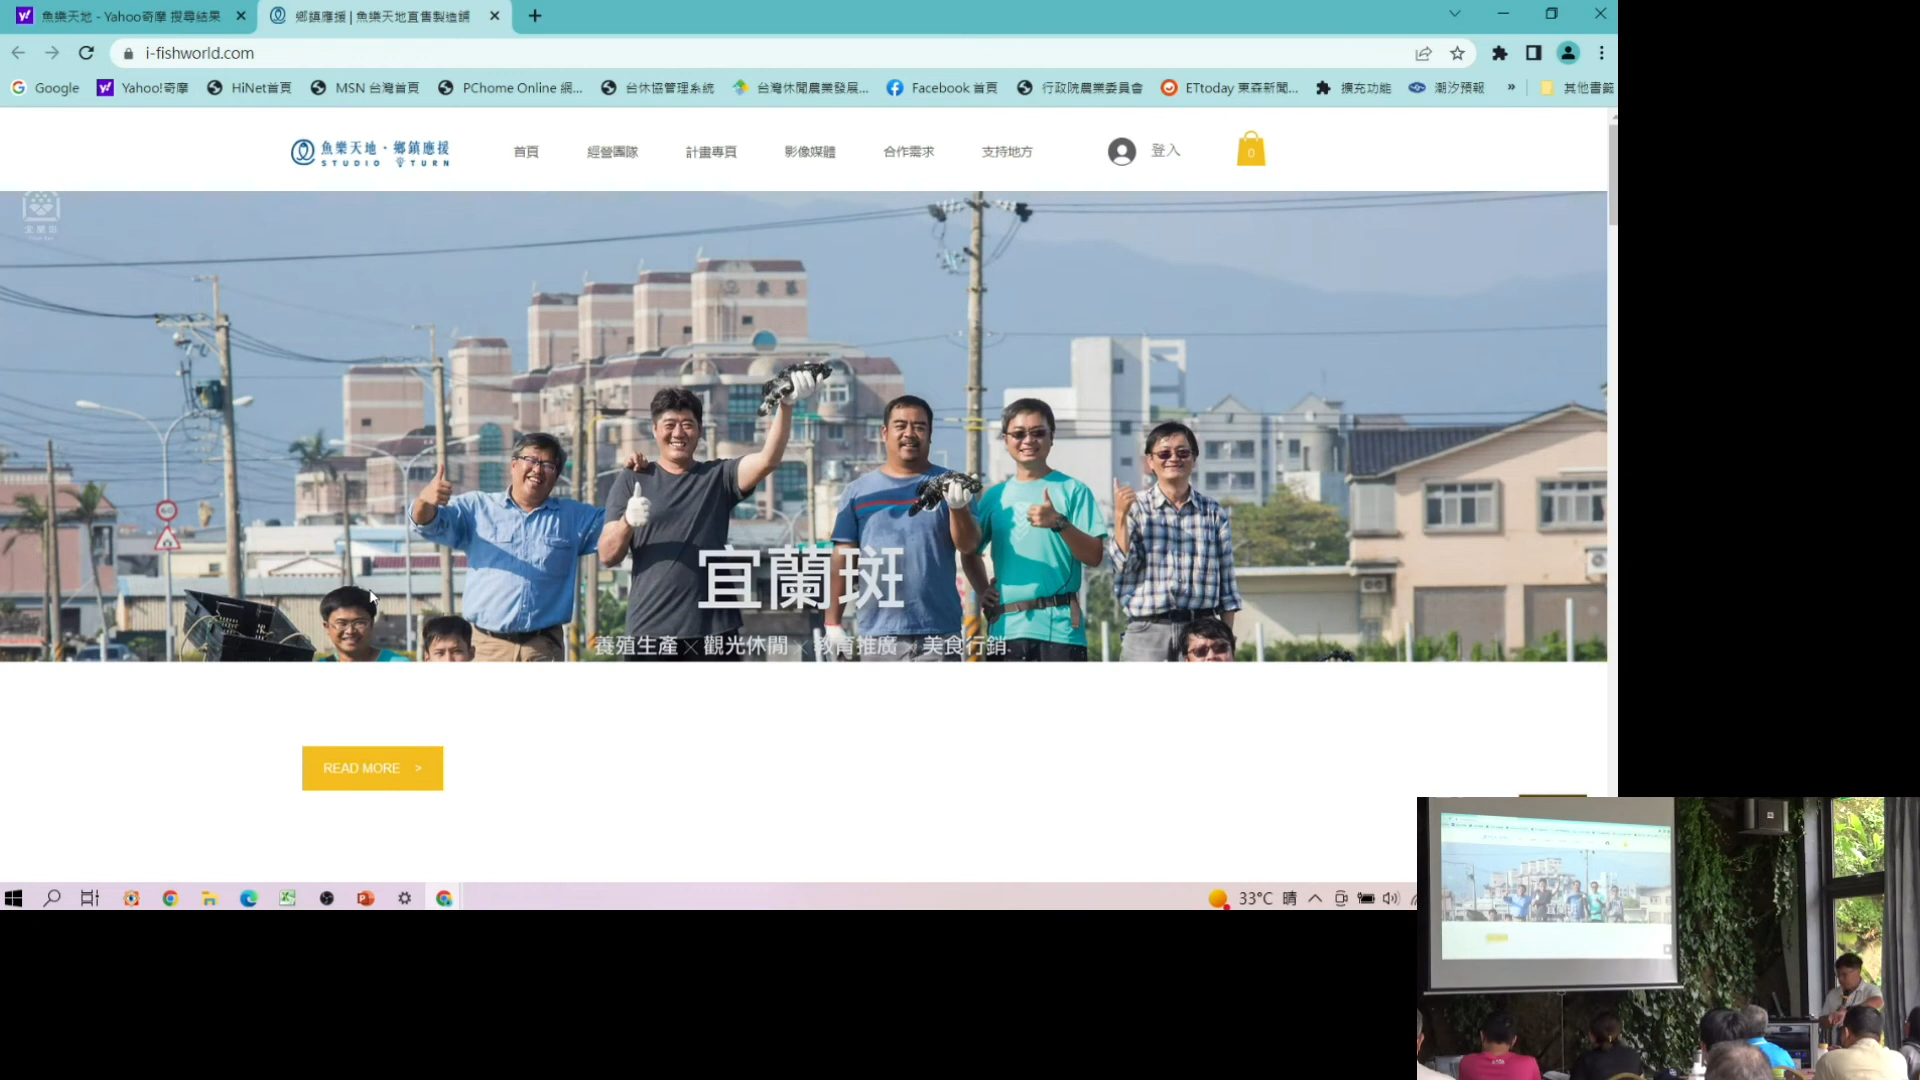 魚樂天地 - Yahoo奇摩 搜尋結果
鄉鎮應援 | 魚樂天地直售製造鋪
i-fishworld.com
Google
Yahoo!奇摩
HiNet首頁
MSN 台灣首頁
PChome Online 網...
台休協管理系統
台灣休閒農業發展...
Facebook 首頁
行政院農業委員會
ETtoday 東森新聞...
擴充功能
潮汐預報
»
其他書籤
魚樂天地・鄉鎮應援
STUDIO TURN
首頁
經營團隊
計畫專頁
影像媒體
合作需求
支持地方
登入
0
宜蘭斑
宜蘭斑
養殖生產×觀光休閒×教育推廣×美食行銷
READ MORE >
33°C 晴
宜蘭斑